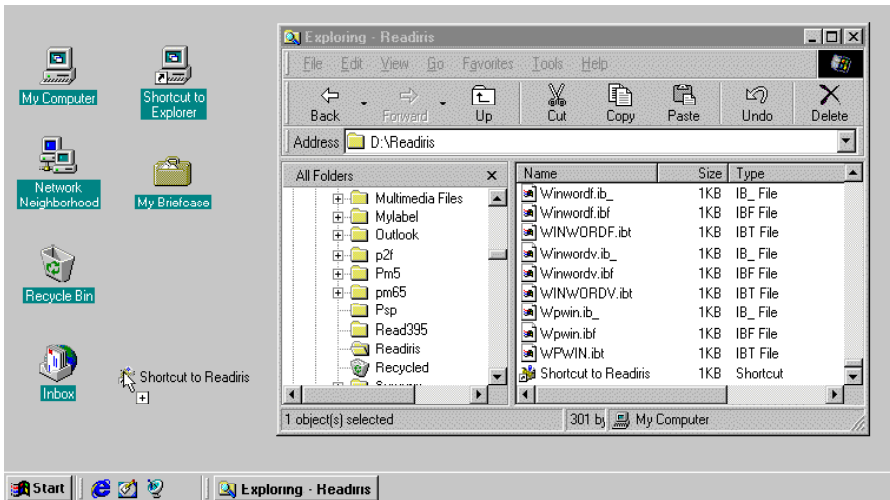 My Computer
Shortcut to
Explorer
Network
Neighborhood
My Briefcase
Recycle Bin
Inbox
Shortcut to Readiris
Exploring - Readiris
File Edit View Go Favorites Tools Help
Back Forward Up Cut Copy Paste Undo Delete
Address D:\Readiris
All Folders x
Multimedia Files
Mylabel
Outlook
p2f
Pm5
pm65
Psp
Read395
Readiris
Recycled
Name Size Type
Winwordf.ib_ 1KB IB_ File
Winwordf.ibf 1KB IBF File
WINWORDF.ibt 1KB IBT File
Winwordv.ib_ 1KB IB_ File
Winwordv.ibf 1KB IBF File
WINWORDV.ibt 1KB IBT File
Wpwin.ib_ 1KB IB_ File
Wpwin.ibf 1KB IBF File
WPWIN.ibt 1KB IBT File
Shortcut to Readiris 1KB Shortcut
1 object(s) selected 301 by My Computer
Start Exploring - Readiris